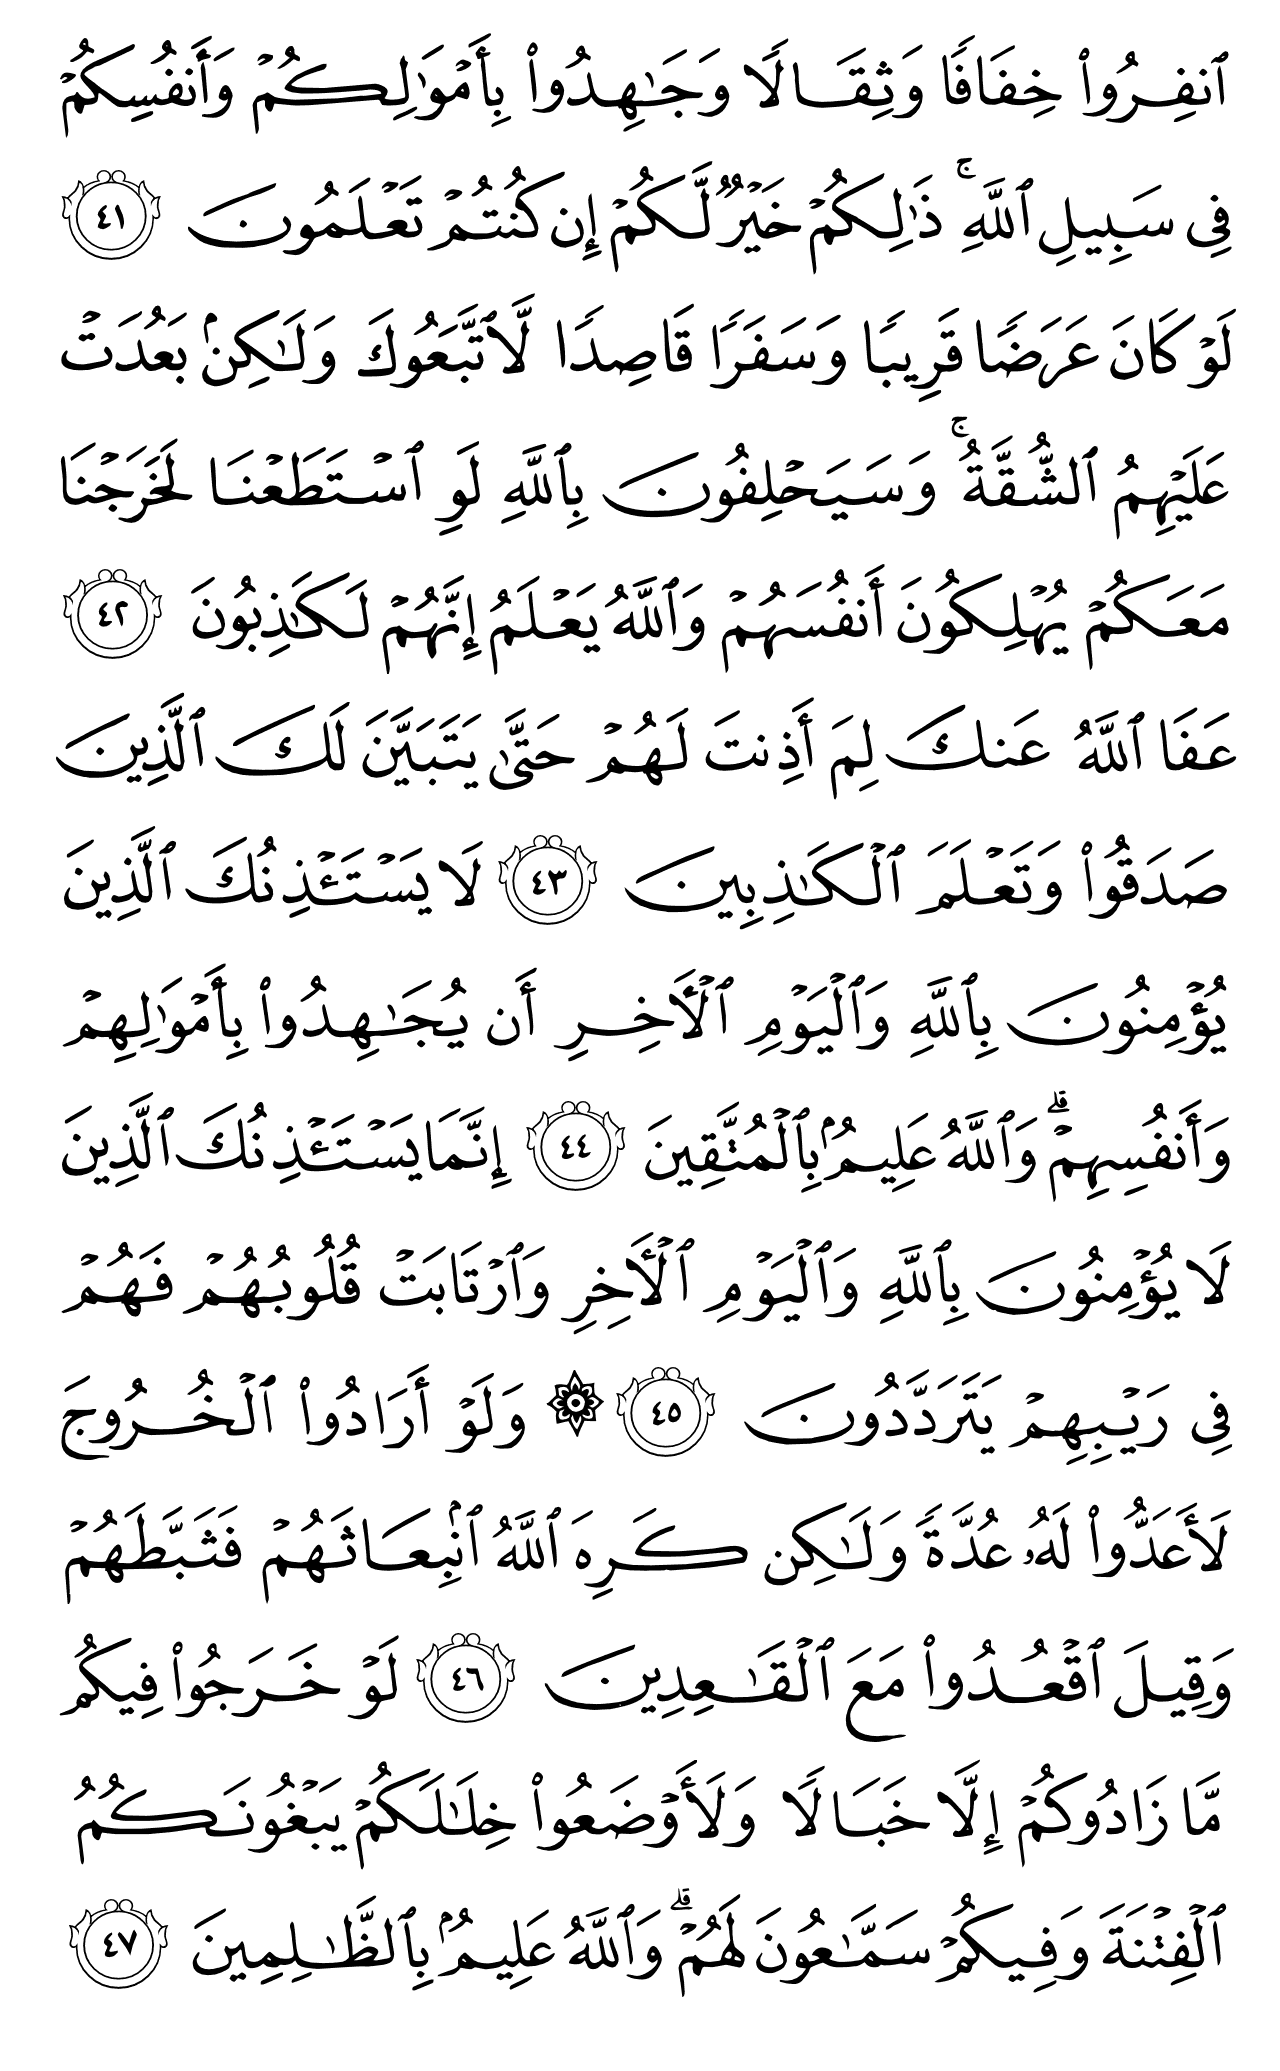 ٱنفِرُوا۟ خِفَافًا وَثِقَالًا وَجَـٰهِدُوا۟ بِأَمْوَٰلِكُمْ وَأَنفُسِكُمْ
فِى سَبِيلِ ٱللَّهِ ۚ ذَٰلِكُمْ خَيْرٌ لَّكُمْ إِن كُنتُمْ تَعْلَمُونَ ٤١
لَوْ كَانَ عَرَضًا قَرِيبًا وَسَفَرًا قَاصِدًا لَّٱتَّبَعُوكَ وَلَـٰكِنۢ بَعُدَتْ
عَلَيْهِمُ ٱلشُّقَّةُ ۚ وَسَيَحْلِفُونَ بِٱللَّهِ لَوِ ٱسْتَطَعْنَا لَخَرَجْنَا
مَعَكُمْ يُهْلِكُونَ أَنفُسَهُمْ وَٱللَّهُ يَعْلَمُ إِنَّهُمْ لَكَـٰذِبُونَ ٤٢
عَفَا ٱللَّهُ عَنكَ لِمَ أَذِنتَ لَهُمْ حَتَّىٰ يَتَبَيَّنَ لَكَ ٱلَّذِينَ
صَدَقُوا۟ وَتَعْلَمَ ٱلْكَـٰذِبِينَ ٤٣ لَا يَسْتَـْٔذِنُكَ ٱلَّذِينَ
يُؤْمِنُونَ بِٱللَّهِ وَٱلْيَوْمِ ٱلْـَٔاخِرِ أَن يُجَـٰهِدُوا۟ بِأَمْوَٰلِهِمْ
وَأَنفُسِهِمْ ۗ وَٱللَّهُ عَلِيمٌۢ بِٱلْمُتَّقِينَ ٤٤ إِنَّمَا يَسْتَـْٔذِنُكَ ٱلَّذِينَ
لَا يُؤْمِنُونَ بِٱللَّهِ وَٱلْيَوْمِ ٱلْـَٔاخِرِ وَٱرْتَابَتْ قُلُوبُهُمْ فَهُمْ
فِى رَيْبِهِمْ يَتَرَدَّدُونَ ٤٥ ۞ وَلَوْ أَرَادُوا۟ ٱلْخُرُوجَ
لَأَعَدُّوا۟ لَهُۥ عُدَّةً وَلَـٰكِن كَرِهَ ٱللَّهُ ٱنۢبِعَاثَهُمْ فَثَبَّطَهُمْ
وَقِيلَ ٱقْعُدُوا۟ مَعَ ٱلْقَـٰعِدِينَ ٤٦ لَوْ خَرَجُوا۟ فِيكُم
مَّا زَادُوكُمْ إِلَّا خَبَالًا وَلَأَوْضَعُوا۟ خِلَـٰلَكُمْ يَبْغُونَكُمُ
ٱلْفِتْنَةَ وَفِيكُمْ سَمَّـٰعُونَ لَهُمْ ۗ وَٱللَّهُ عَلِيمٌۢ بِٱلظَّـٰلِمِينَ ٤٧